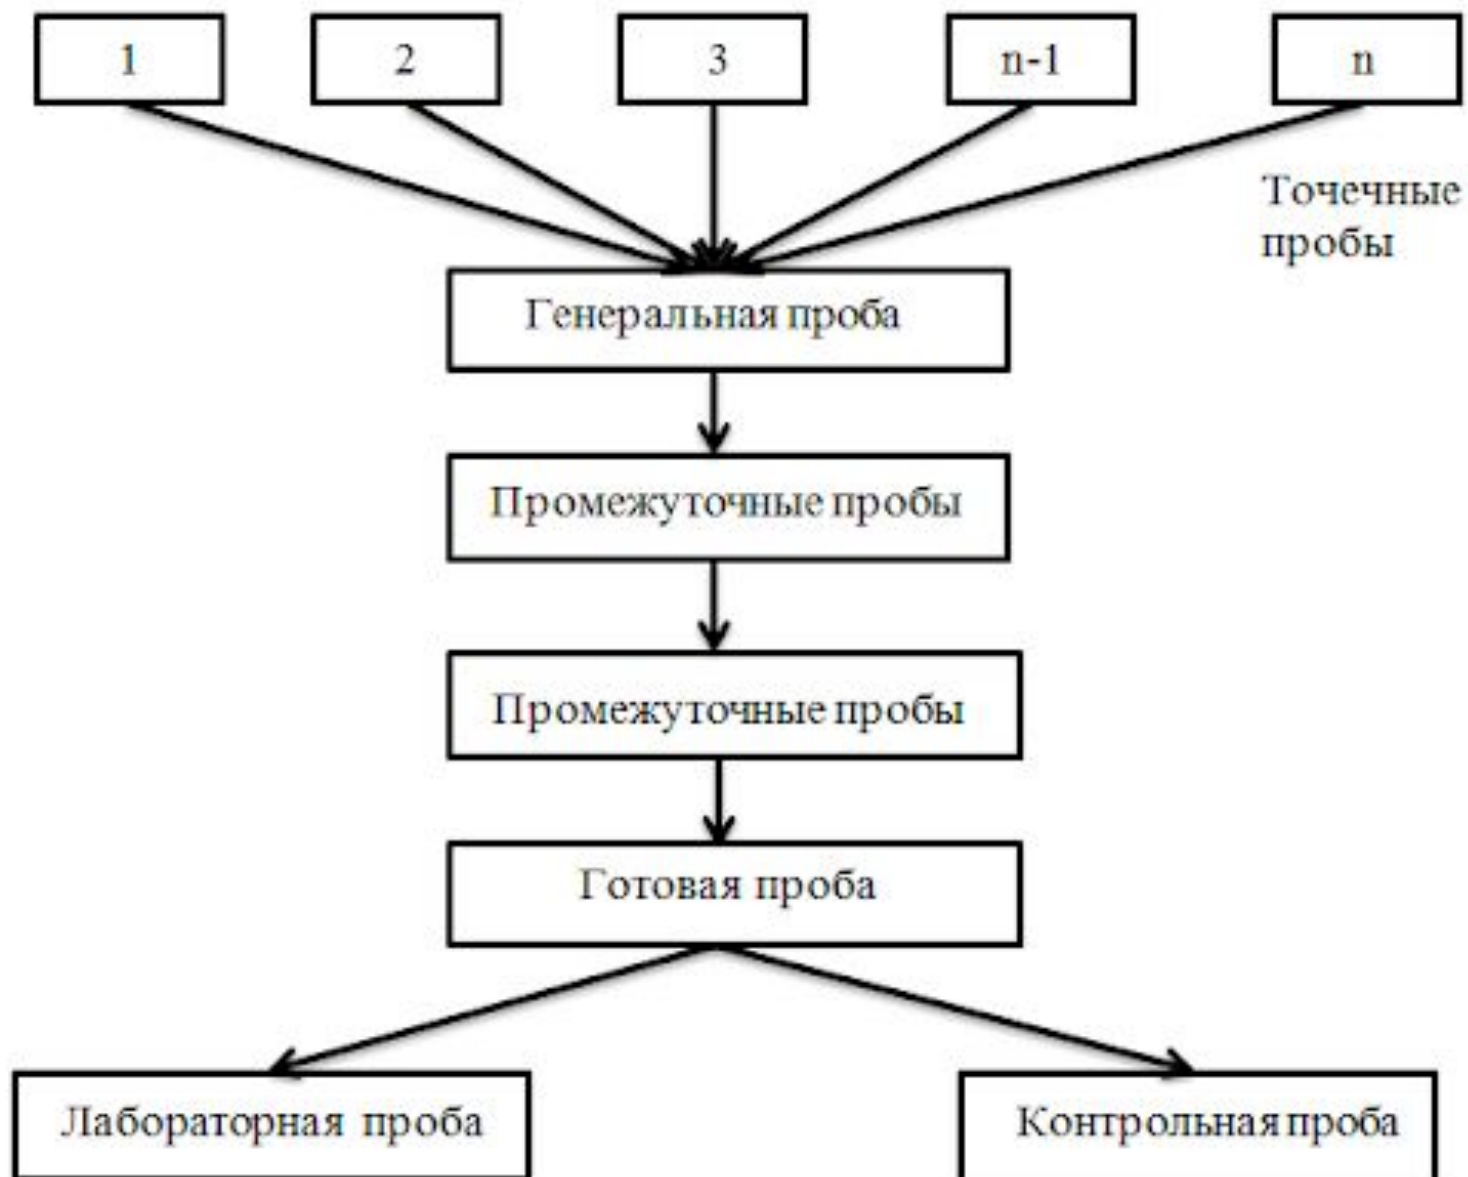 1
2
3
n-1
n
Точечные
пробы
Генеральная проба
Промежуточные пробы
Промежуточные пробы
Готовая проба
Лабораторная проба
Контрольная проба